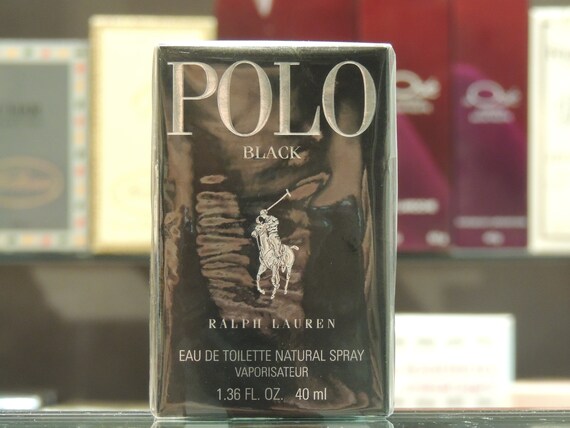 POLO
BLACK
RALPH LAUREN
EAU DE TOILETTE NATURAL SPRAY
VAPORISATEUR
1.36 FL. OZ. 40 ml